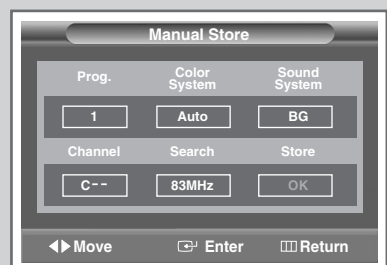 Manual Store
Prog. Color System Sound System
1 Auto BG
Channel Search Store
C-- 83MHz OK
Move Enter Return